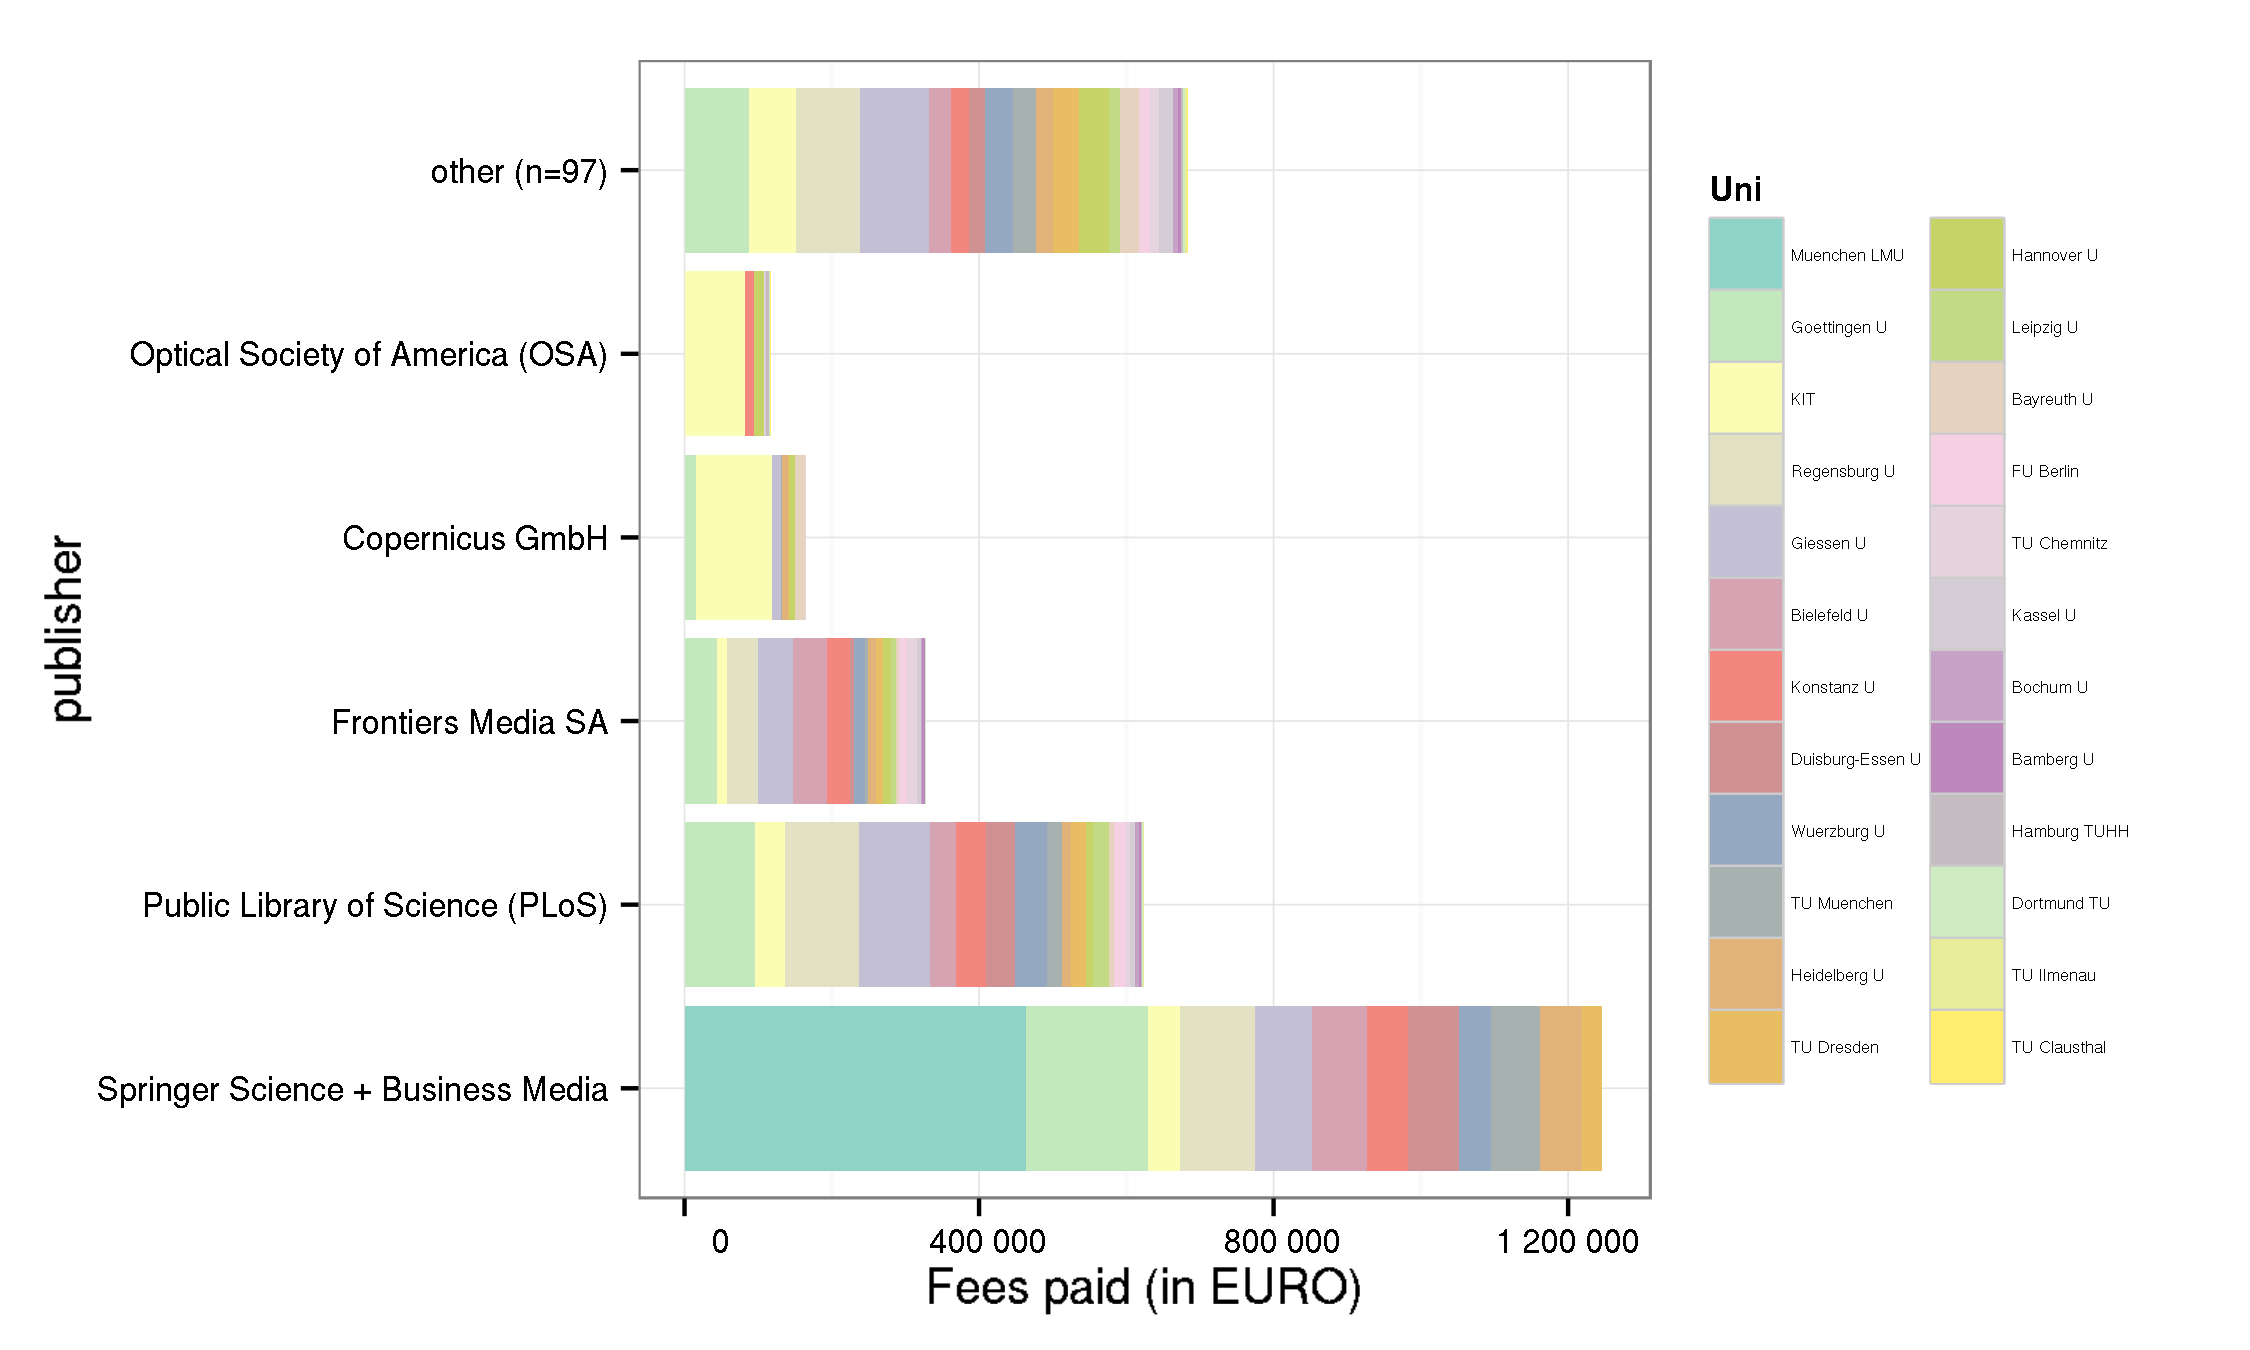 other (n=97)
Optical Society of America (OSA)
Copernicus GmbH
Frontiers Media SA
Public Library of Science (PLoS)
Springer Science + Business Media
publisher
0
400 000
800 000
1 200 000
Fees paid (in EURO)
Uni
Muenchen LMU
Goettingen U
KIT
Regensburg U
Giessen U
Bielefeld U
Konstanz U
Duisburg-Essen U
Wuerzburg U
TU Muenchen
Heidelberg U
TU Dresden
Hannover U
Leipzig U
Bayreuth U
FU Berlin
TU Chemnitz
Kassel U
Bochum U
Bamberg U
Hamburg TUHH
Dortmund TU
TU Ilmenau
TU Clausthal